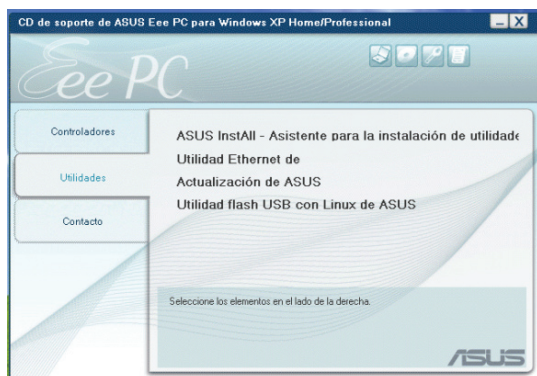 CD de soporte de ASUS Eee PC para Windows XP Home/Professional
Eee PC
Controladores
Utilidades
Contacto
ASUS InstAll - Asistente para la instalación de utilidade
Utilidad Ethernet de
Actualización de ASUS
Utilidad flash USB con Linux de ASUS
Seleccione los elementos en el lado de la derecha.
ASUS